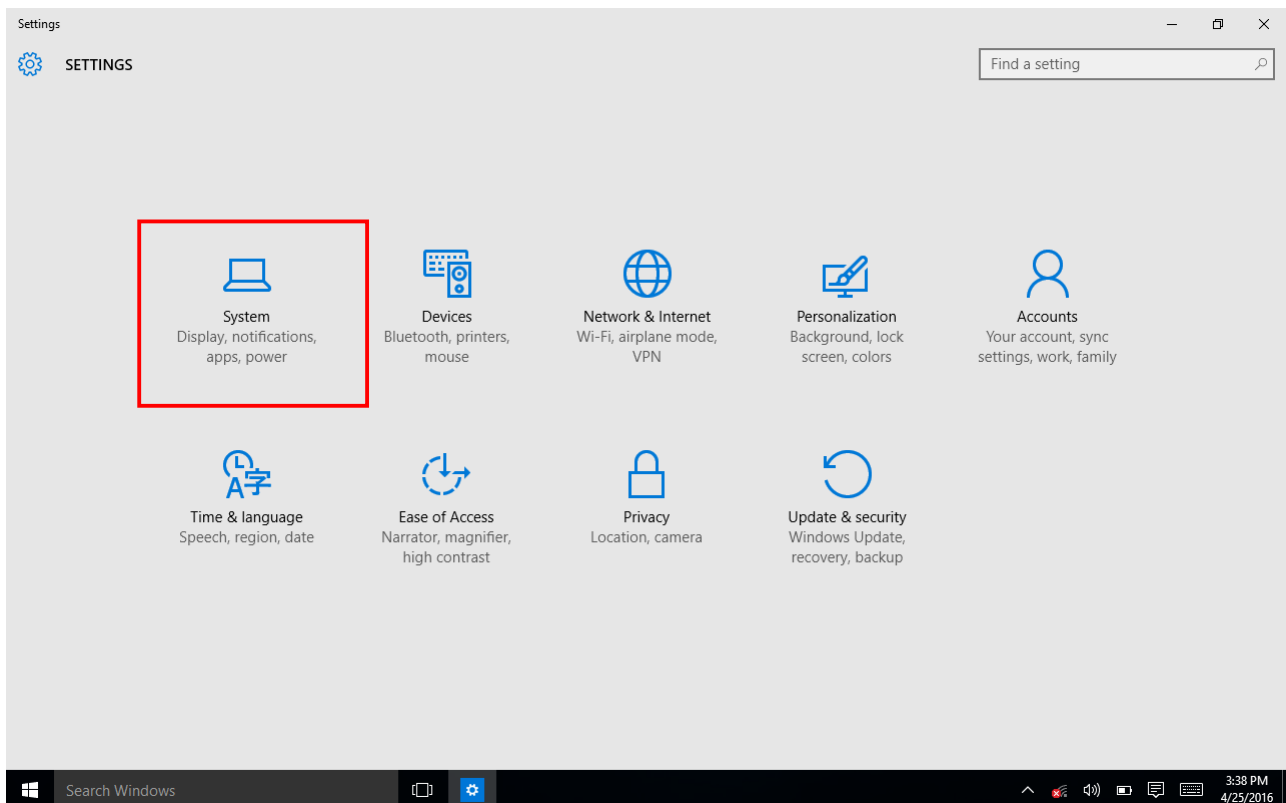 Settings
SETTINGS
Find a setting
System
Display, notifications,
apps, power
Devices
Bluetooth, printers,
mouse
Network & Internet
Wi-Fi, airplane mode,
VPN
Personalization
Background, lock
screen, colors
Accounts
Your account, sync
settings, work, family
A字
Time & language
Speech, region, date
Ease of Access
Narrator, magnifier,
high contrast
Privacy
Location, camera
Update & security
Windows Update,
recovery, backup
Search Windows
3:38 PM
4/25/2016